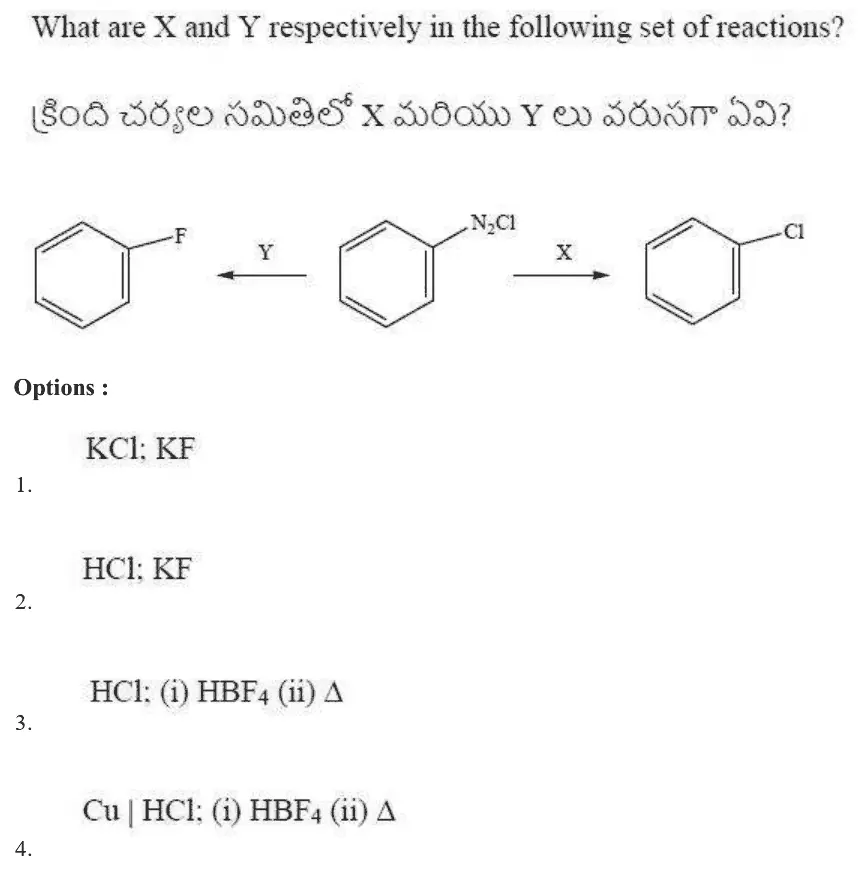 What are X and Y respectively in the following set of reactions?
క్రింది చర్యల సమితిలో X మరియు Y లు వరుసగా ఏవి?
F
Y
N₂Cl
X
Cl
Options :
KCl; KF
1.
HCl; KF
2.
HCl; (i) HBF₄ (ii) Δ
3.
Cu | HCl; (i) HBF₄ (ii) Δ
4.